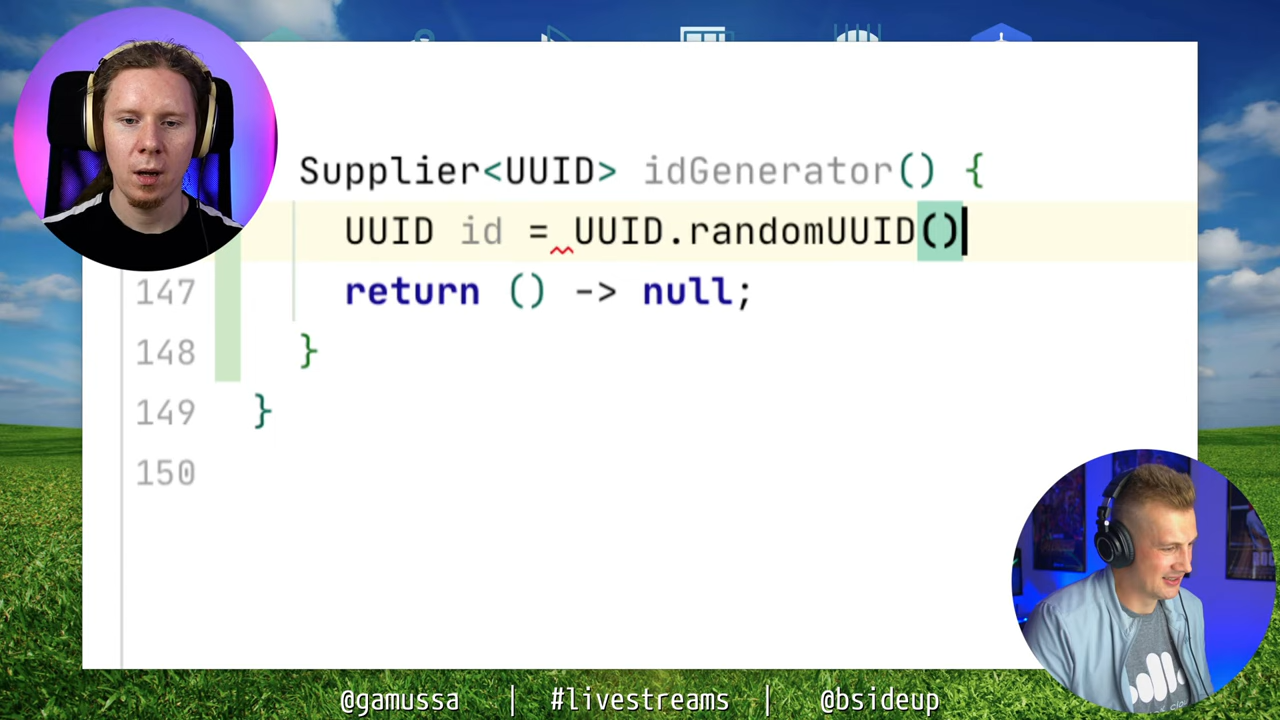 Supplier<UUID> idGenerator() {
UUID id = UUID.randomUUID()
147 return () -> null;
148 }
149 }
150
@gamussa | #livestreams | @bsideup